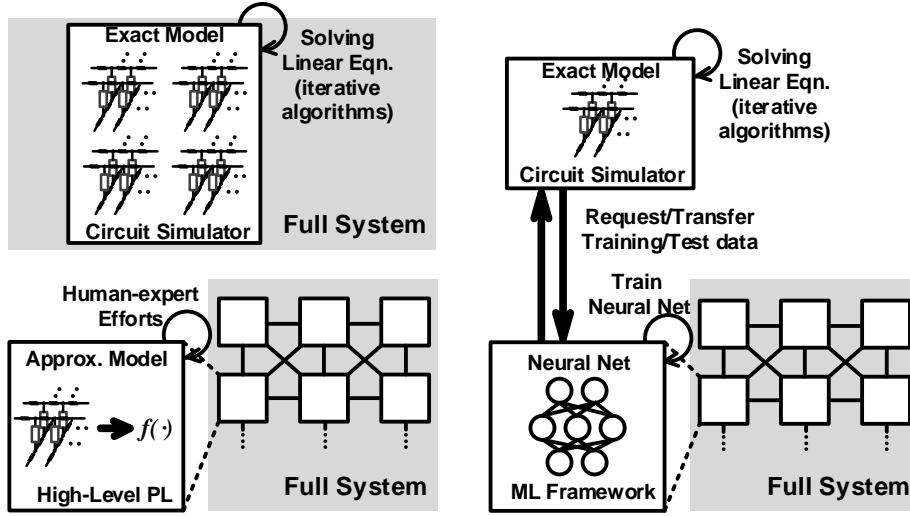 Exact Model
Solving
Linear Eqn.
(iterative
algorithms)
Circuit Simulator
Full System
Human-expert
Efforts
Approx. Model
f(·)
High-Level PL
Full System
Exact Model
Circuit Simulator
Solving
Linear Eqn.
(iterative
algorithms)
Request/Transfer
Training/Test data
Train
Neural Net
Neural Net
ML Framework
Full System